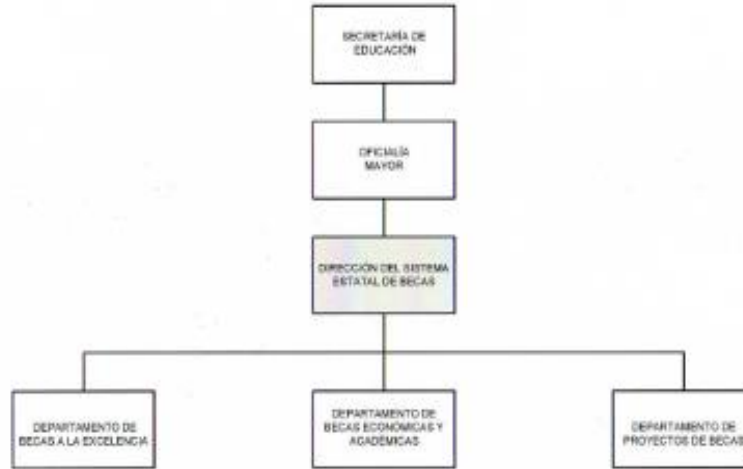 SECRETARÍA DE
EDUCACIÓN
OFICIALÍA
MAYOR
DIRECCIÓN DEL SISTEMA
ESTATAL DE BECAS
DEPARTAMENTO DE
BECAS A LA EXCELENCIA
DEPARTAMENTO DE
BECAS ECONÓMICAS Y
ACADÉMICAS
DEPARTAMENTO DE
PROYECTOS DE BECAS